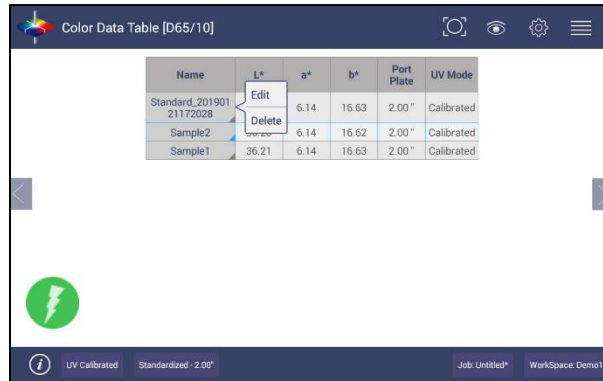 Color Data Table [D65/10]
Name L* a* b* Port Plate UV Mode
Standard_20190121172028 6.14 16.63 2.00" Calibrated
Edit
Delete
Sample2 6.14 16.62 2.00" Calibrated
Sample1 36.21 6.14 16.63 2.00" Calibrated
i UV Calibrated Standardized - 2.00" Job: Untitled* WorkSpace: Demo1